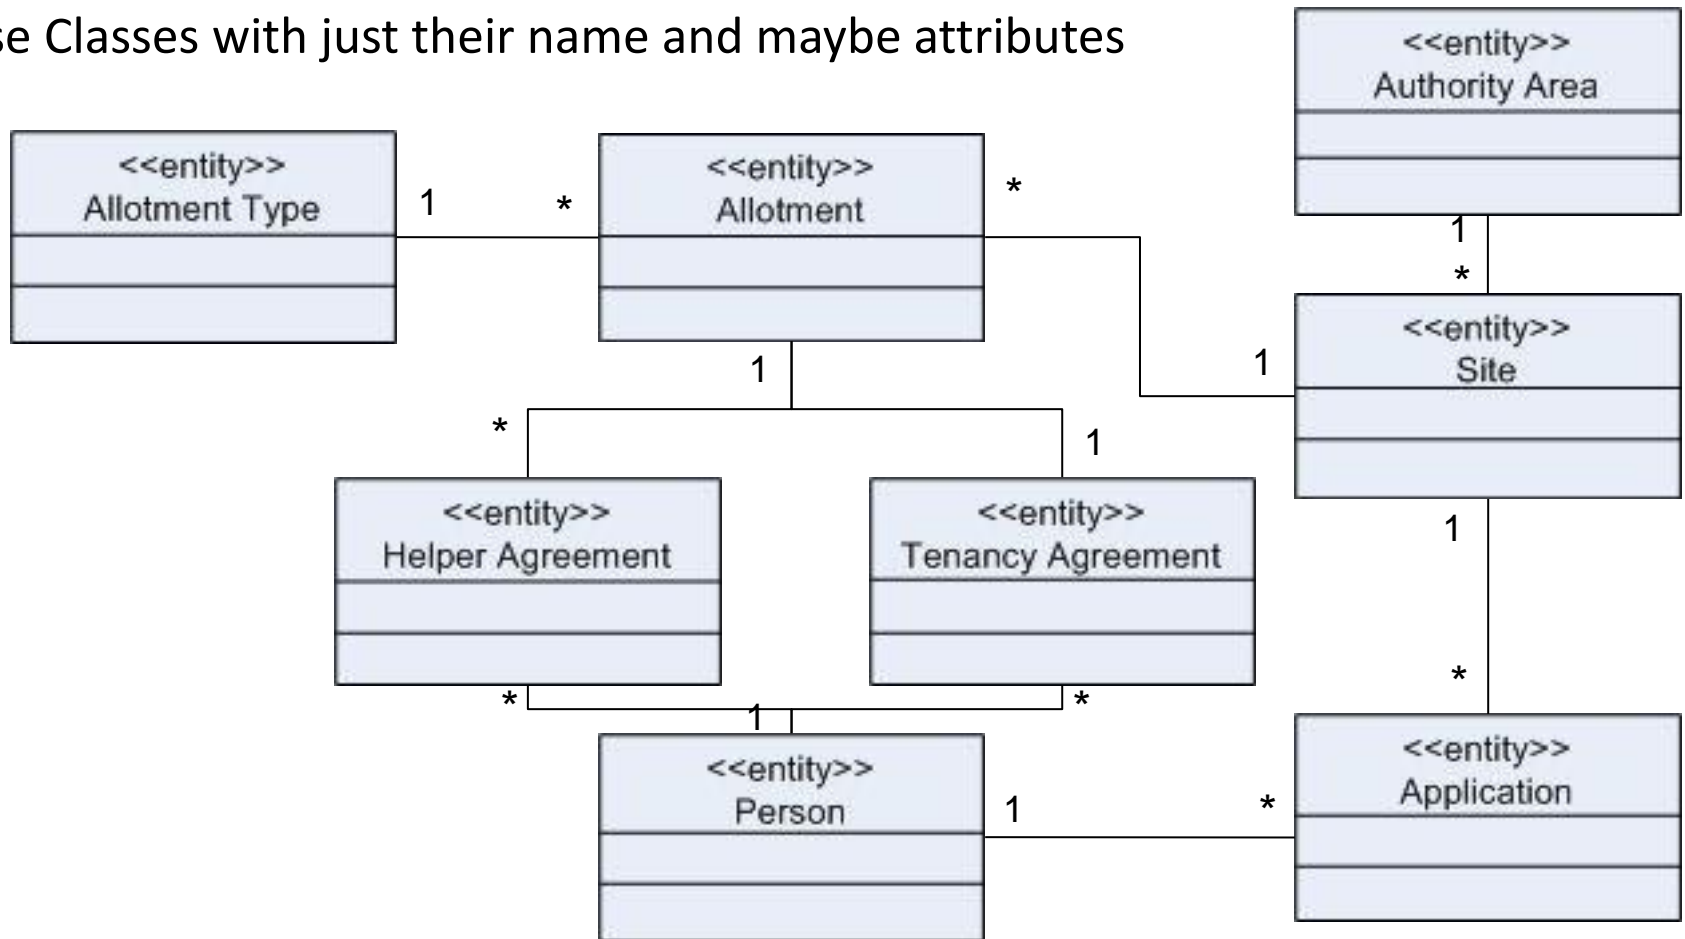 se Classes with just their name and maybe attributes
<<entity>>
Authority Area
<<entity>>
Allotment Type
1
*
<<entity>>
Allotment
*
1
*
<<entity>>
Site
1
1
*
1
<<entity>>
Helper Agreement
<<entity>>
Tenancy Agreement
1
*
*
1
*
<<entity>>
Person
1
*
<<entity>>
Application